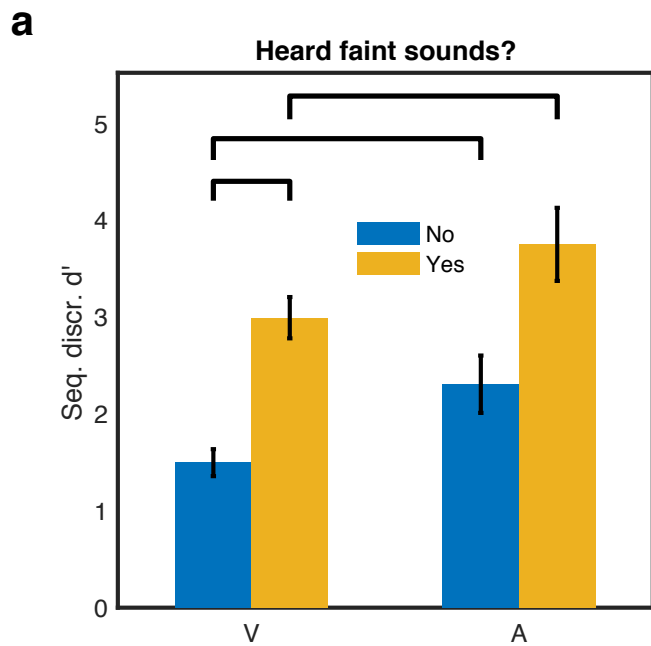 a
Heard faint sounds?
5
4
3
2
1
0
Seq. discr. d'
No
Yes
V
A